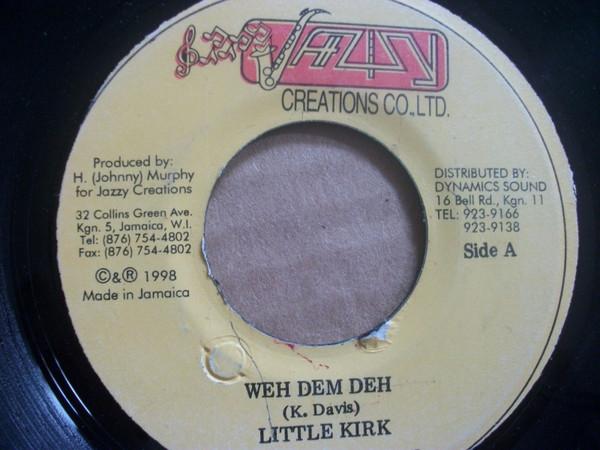 JAZZY
CREATIONS CO., LTD.
Produced by:
H. (Johnny) Murphy
for Jazzy Creations
32 Collins Green Ave.
Kgn. 5, Jamaica, W.I.
Tel: (876) 754-4802
Fax: (876) 754-4802
©&® 1998
Made in Jamaica
DISTRIBUTED BY:
DYNAMICS SOUND
16 Bell Rd., Kgn. 11
TEL: 923-9166
923-9138
Side A
WEH DEM DEH
(K. Davis)
LITTLE KIRK